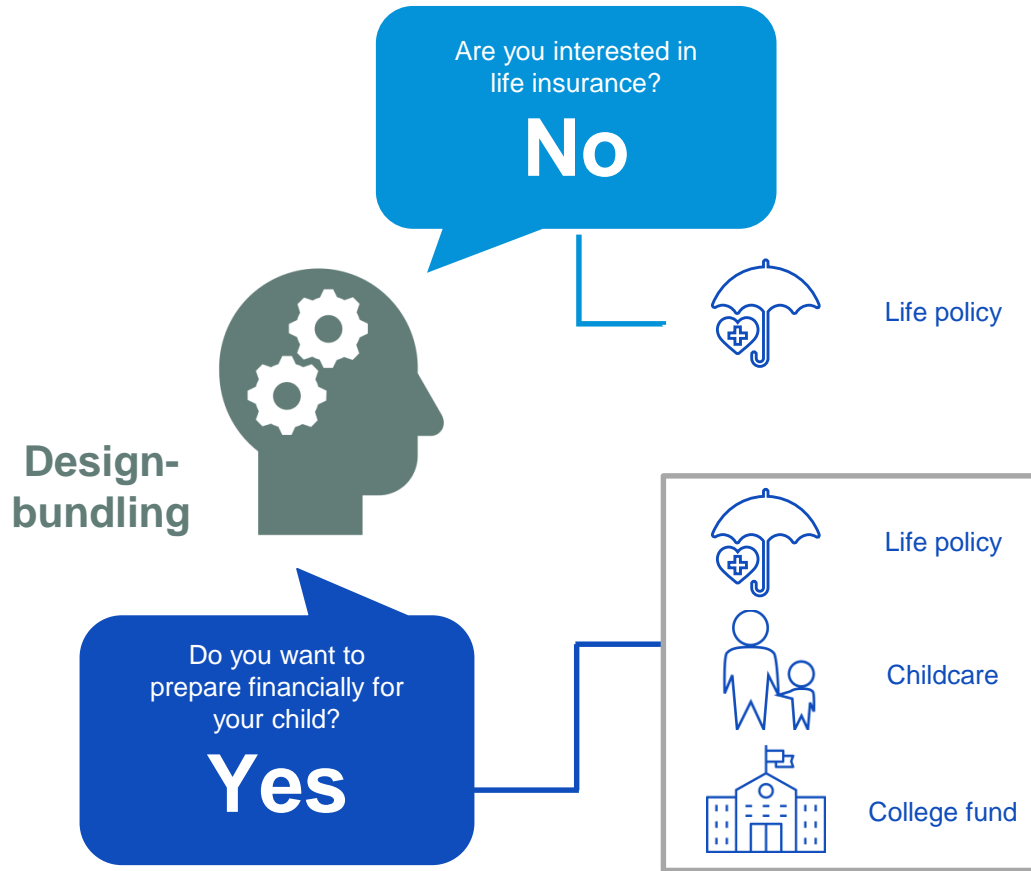 Are you interested in
life insurance?
No
Life policy
Design-
bundling
Life policy
Do you want to
prepare financially for
your child?
Yes
Childcare
College fund